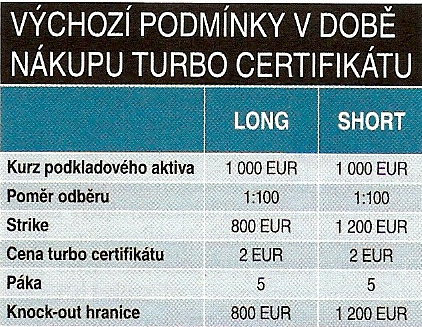 VÝCHOZÍ PODMÍNKY V DOBĚ
NÁKUPU TURBO CERTIFIKÁTU
LONG SHORT
Kurz podkladového aktiva 1 000 EUR 1 000 EUR
Poměr odběru 1:100 1:100
Strike 800 EUR 1 200 EUR
Cena turbo certifikátu 2 EUR 2 EUR
Páka 5 5
Knock-out hranice 800 EUR 1 200 EUR